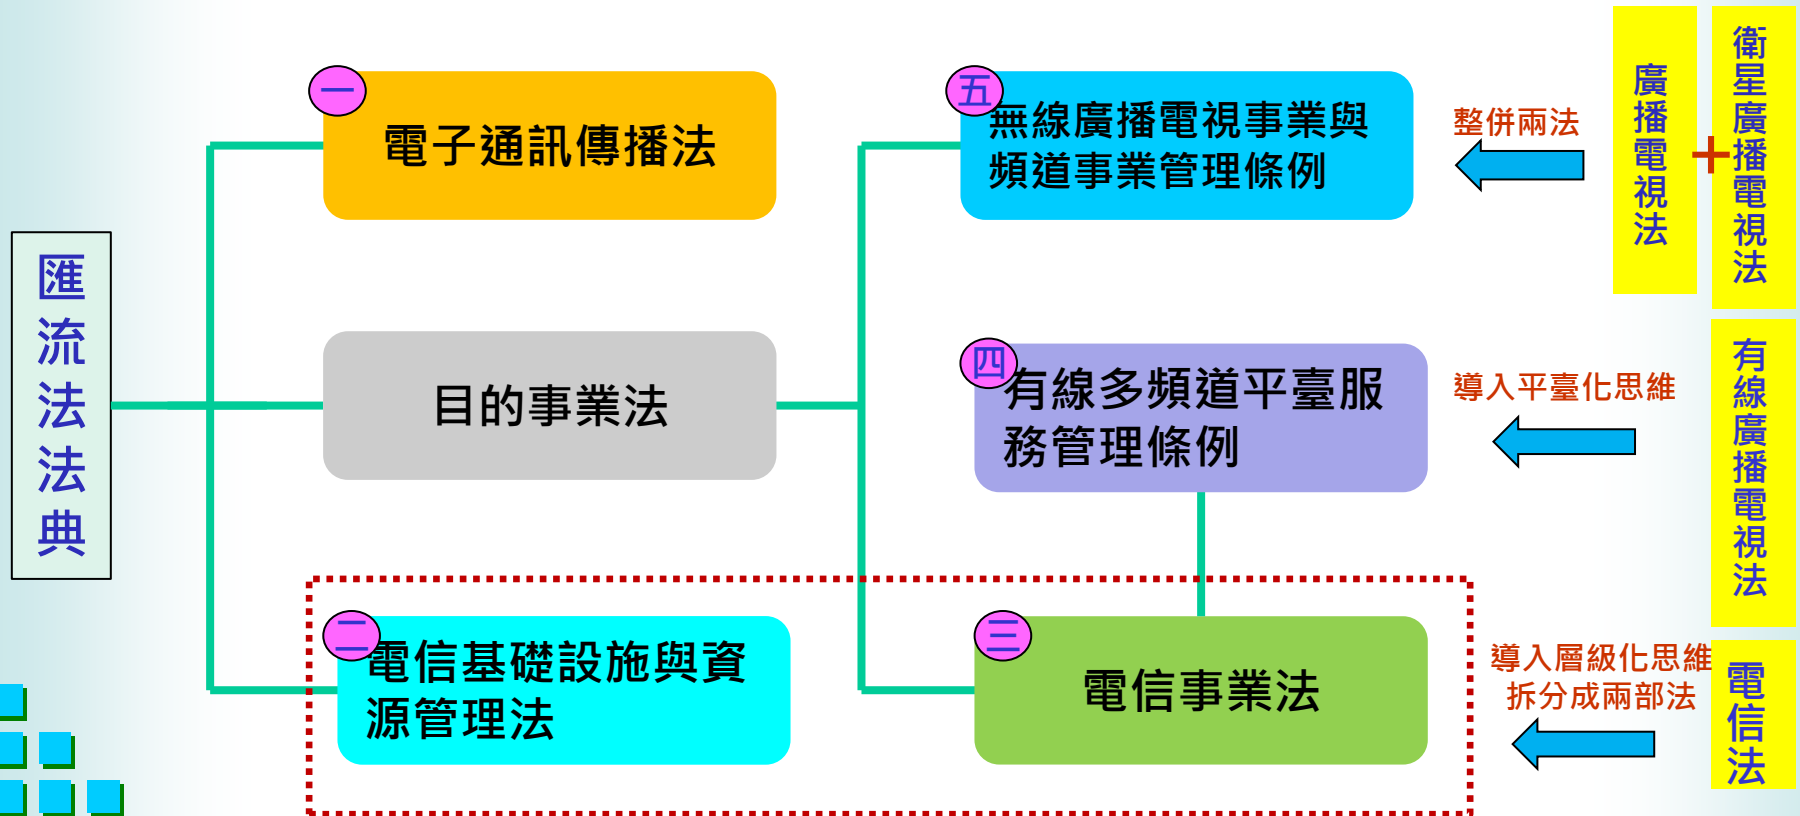 匯流法法典
一
電子通訊傳播法
目的事業法
二
電信基礎設施與資
源管理法
五
無線廣播電視事業與
頻道事業管理條例
四
有線多頻道平臺服
務管理條例
三
電信事業法
整併兩法
廣播電視法
+
衛星廣播電視法
導入平臺化思維
有線廣播電視法
導入層級化思維
拆分成兩部法
電信法